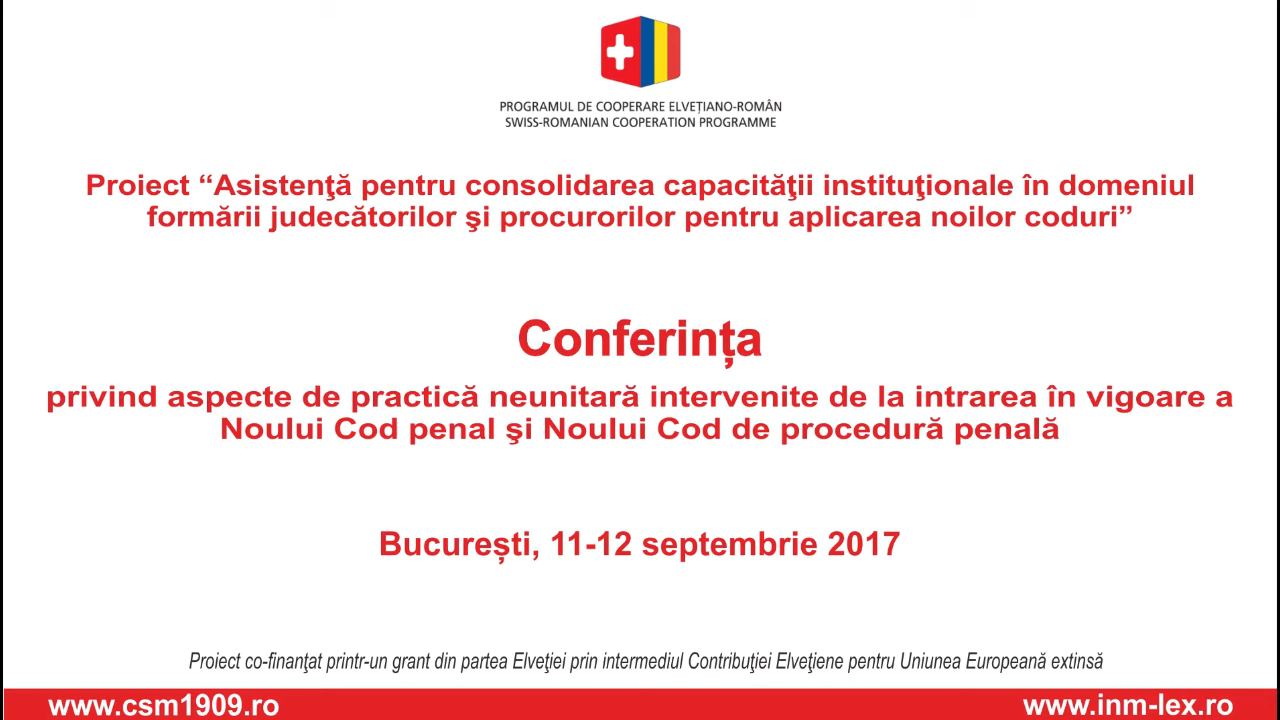 PROGRAMUL DE COOPERARE ELVEȚIANO-ROMÂN
SWISS-ROMANIAN COOPERATION PROGRAMME
Proiect “Asistenţă pentru consolidarea capacităţii instituţionale în domeniul
formării judecătorilor şi procurorilor pentru aplicarea noilor coduri”
Conferința
privind aspecte de practică neunitară intervenite de la intrarea în vigoare a
Noului Cod penal şi Noului Cod de procedură penală
București, 11-12 septembrie 2017
Proiect co-finanţat printr-un grant din partea Elveţiei prin intermediul Contribuţiei Elveţiene pentru Uniunea Europeană extinsă
www.csm1909.ro
www.inm-lex.ro